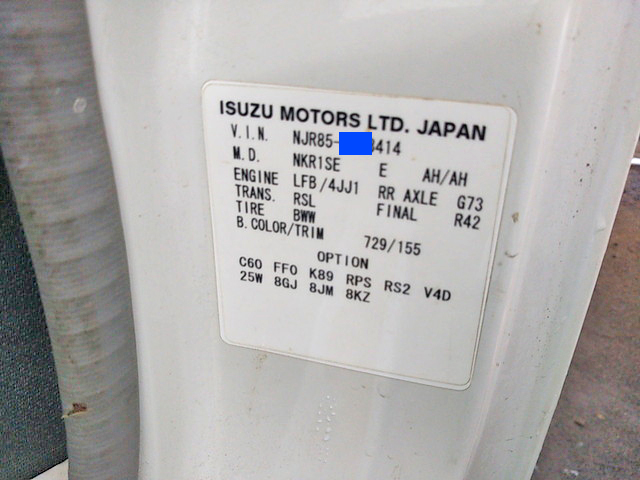 ISUZU MOTORS LTD. JAPAN
V.I.N. NJR85- 414
M.D. NKR1SE E AH/AH
ENGINE LFB/4JJ1 RR AXLE G73
TRANS. RSL FINAL R42
TIRE BWW
B.COLOR/TRIM 729/155
OPTION
C60 FF0 K89 RPS RS2 V4D
25W 8GJ 8JM 8KZ